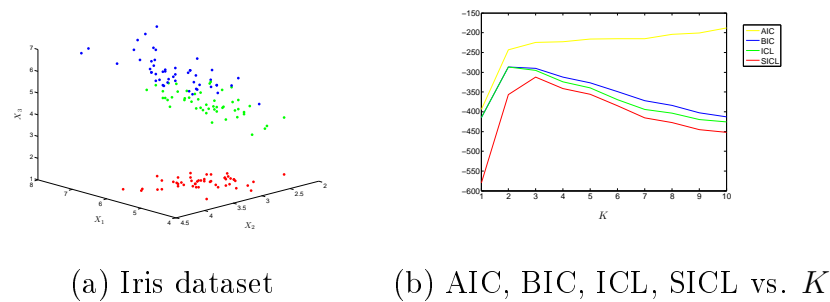 7
6
5
4
3
2
1
X₃
8
7
6
5
4
X₁
4.5
4
3.5
3
2.5
2
X₂
−150
−200
−250
−300
−350
−400
−450
−500
−550
−600
1 2 3 4 5 6 7 8 9 10
K
AIC
BIC
ICL
SICL
(a) Iris dataset
(b) AIC, BIC, ICL, SICL vs. K